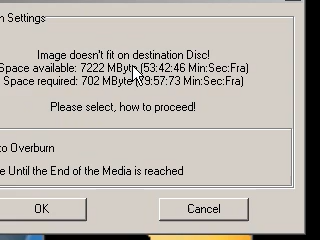 n Settings
Image doesn't fit on destination Disc!
Space available: 7222 MByte (53:42:46 Min:Sec:Fra)
Space required: 702 MByte (79:57:73 Min:Sec:Fra)
Please select, how to proceed!
to Overburn
e Until the End of the Media is reached
OK
Cancel